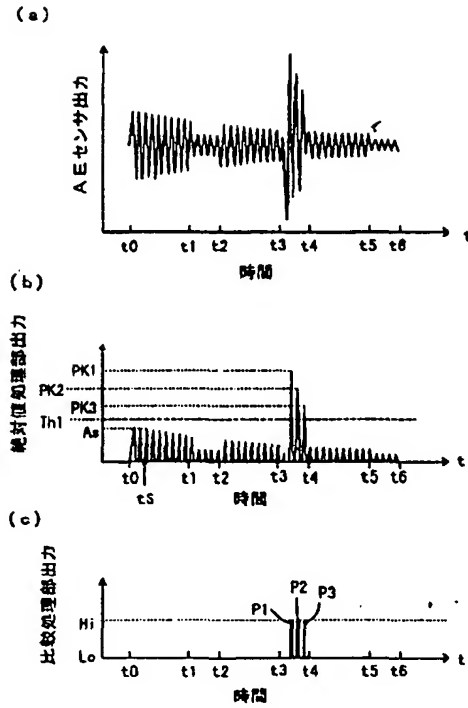 (a)
AEセンサ出力
t0 t1 t2 t3 t4 t5 t6 t
時間
(b)
絶対値処理部出力
PK1
PK2
PK3
Th1
As
t0 t1 t2 t3 t4 t5 t6 t
tS
時間
(c)
比較処理部出力
P1 P2 P3
Hi
Lo
t0 t1 t2 t3 t4 t5 t6 t
時間